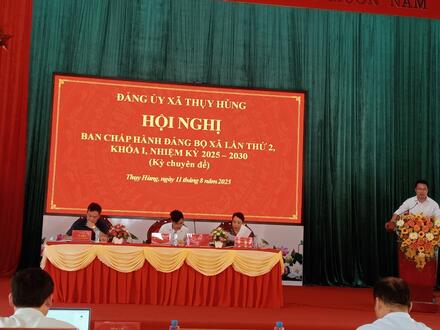 MUÔN NĂM
ĐẢNG ỦY XÃ THỤY HÙNG
HỘI NGHỊ
BAN CHẤP HÀNH ĐẢNG BỘ XÃ LẦN THỨ 2,
KHÓA I, NHIỆM KỲ 2025 – 2030
(Kỳ chuyên đề)
Thụy Hùng, ngày 11 tháng 8 năm 2025